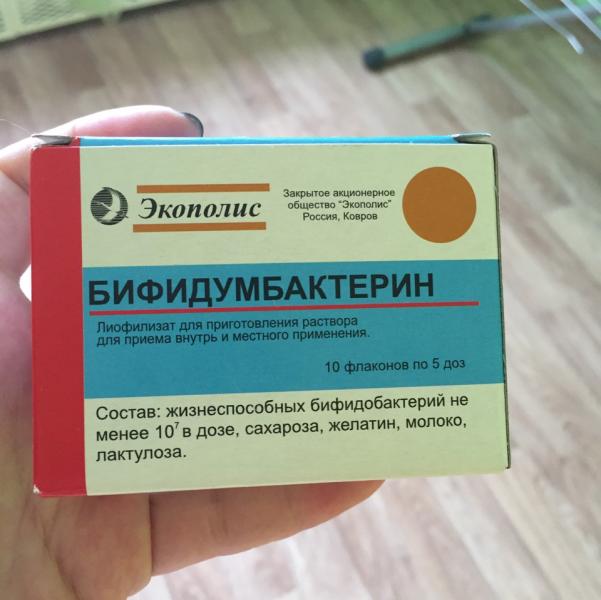 Экополис
Закрытое акционерное
общество "Экополис"
Россия, Ковров
БИФИДУМБАКТЕРИН
Лиофилизат для приготовления раствора
для приема внутрь и местного применения.
10 флаконов по 5 доз
Состав: жизнеспособных бифидобактерий не
менее 10⁷ в дозе, сахароза, желатин, молоко,
лактулоза.